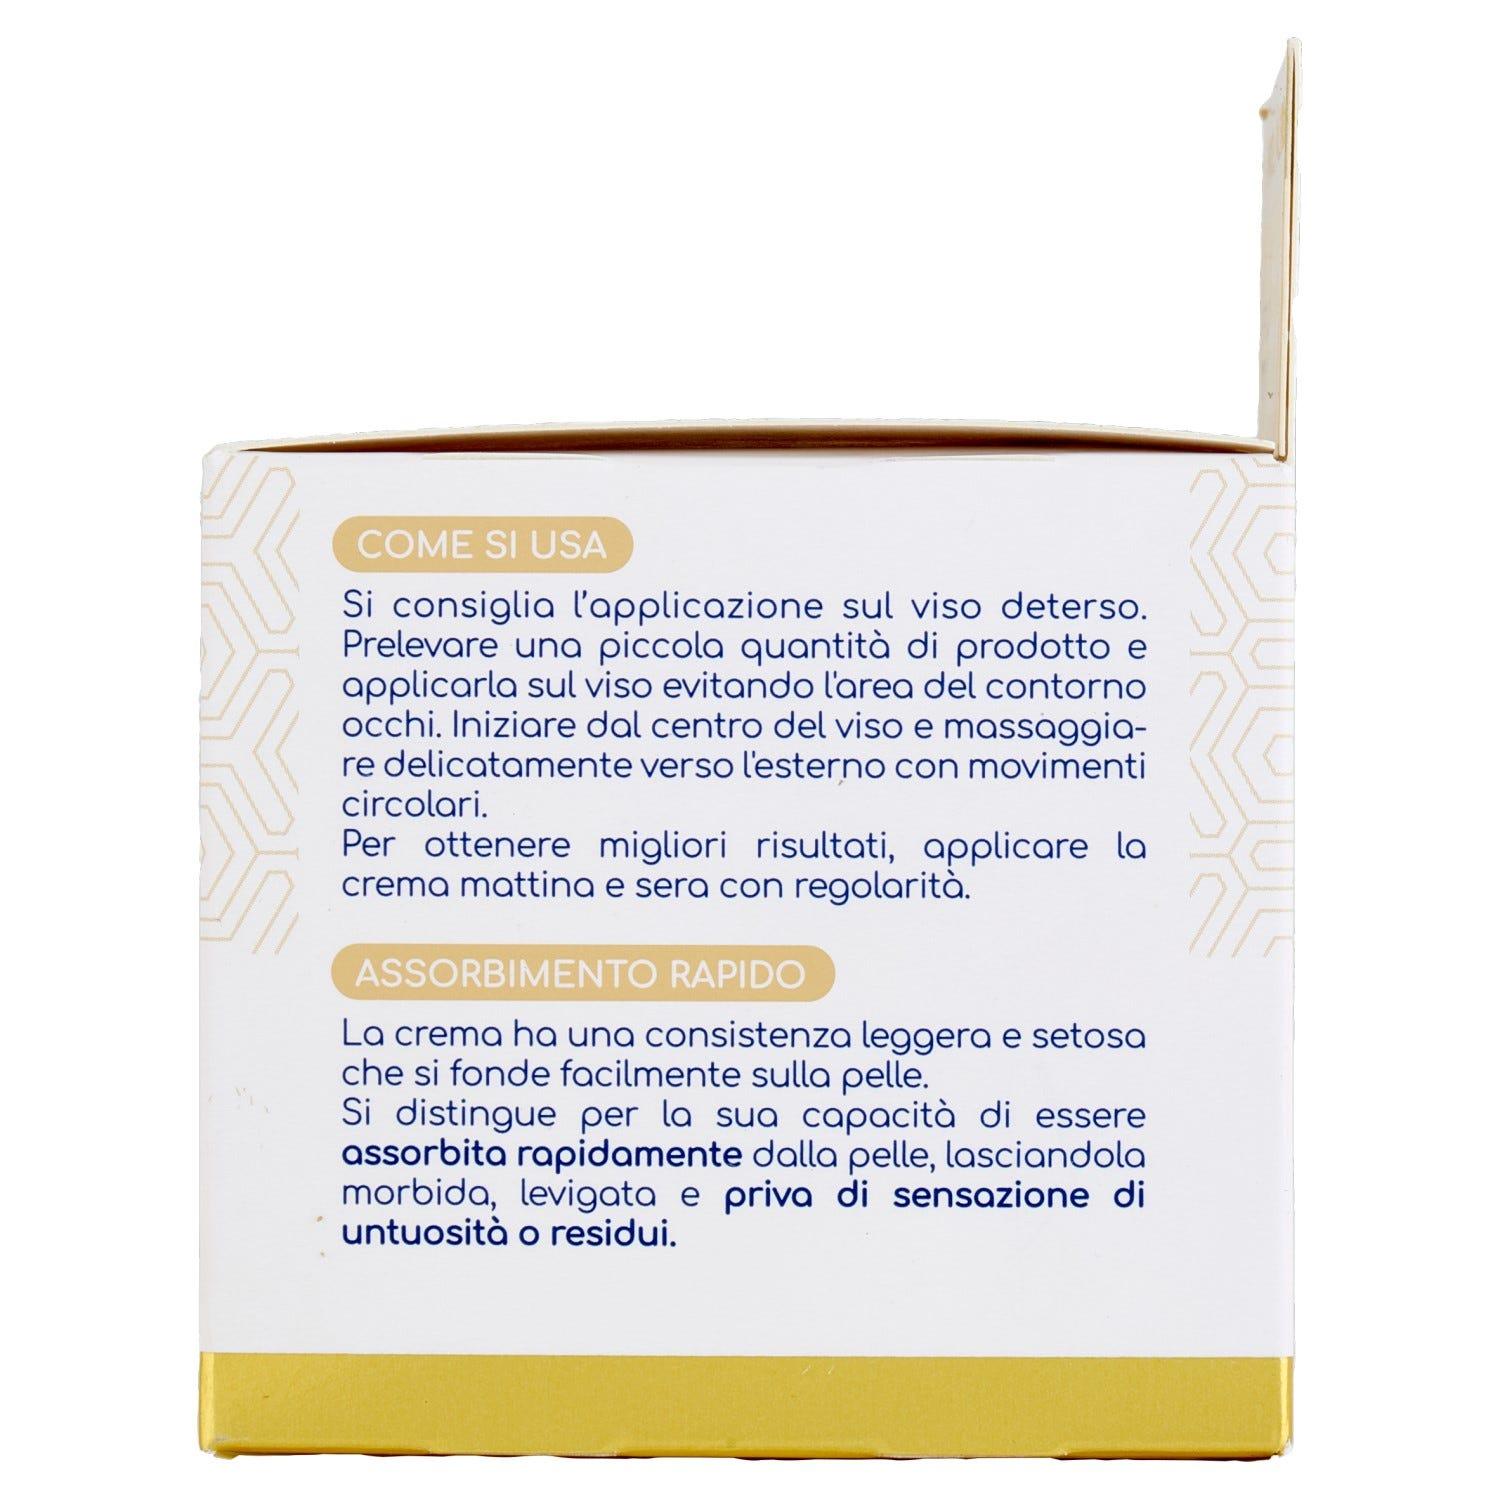 COME SI USA
Si consiglia l'applicazione sul viso deterso.
Prelevare una piccola quantità di prodotto e
applicarla sul viso evitando l'area del contorno
occhi. Iniziare dal centro del viso e massaggia-
re delicatamente verso l'esterno con movimenti
circolari.
Per ottenere migliori risultati, applicare la
crema mattina e sera con regolarità.
ASSORBIMENTO RAPIDO
La crema ha una consistenza leggera e setosa
che si fonde facilmente sulla pelle.
Si distingue per la sua capacità di essere
assorbita rapidamente dalla pelle, lasciandola
morbida, levigata e priva di sensazione di
untuosità o residui.